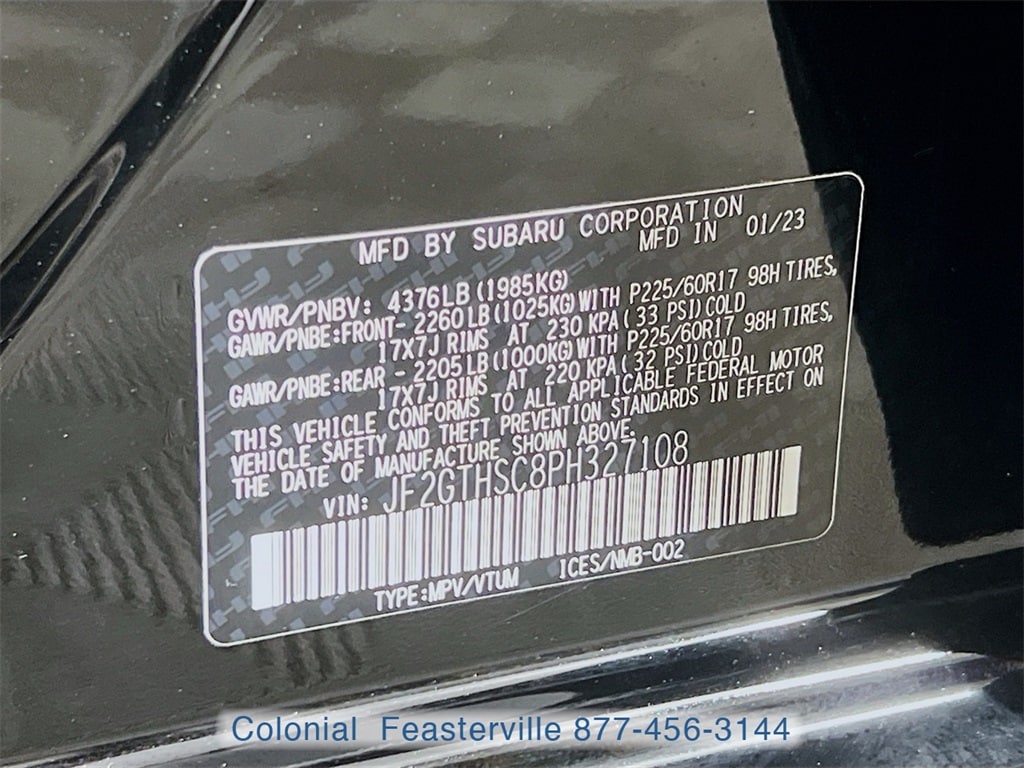 MFD BY SUBARU CORPORATION
MFD IN 01/23
GVWR/PNBV: 4376LB (1985KG)
GAWR/PNBE:FRONT- 2260LB (1025KG) WITH P225/60R17 98H TIRES,
17X7J RIMS AT 230 KPA ( 33 PSI) COLD
GAWR/PNBE:REAR - 2205LB (1000KG) WITH P225/60R17 98H TIRES,
17X7J RIMS AT 220 KPA ( 32 PSI) COLD
THIS VEHICLE CONFORMS TO ALL APPLICABLE FEDERAL MOTOR
VEHICLE SAFETY AND THEFT PREVENTION STANDARDS IN EFFECT ON
THE DATE OF MANUFACTURE SHOWN ABOVE.
VIN: JF2GTHSC8PH327108
TYPE:MPV/VTUM ICES/NMB-002
Colonial Feasterville 877-456-3144